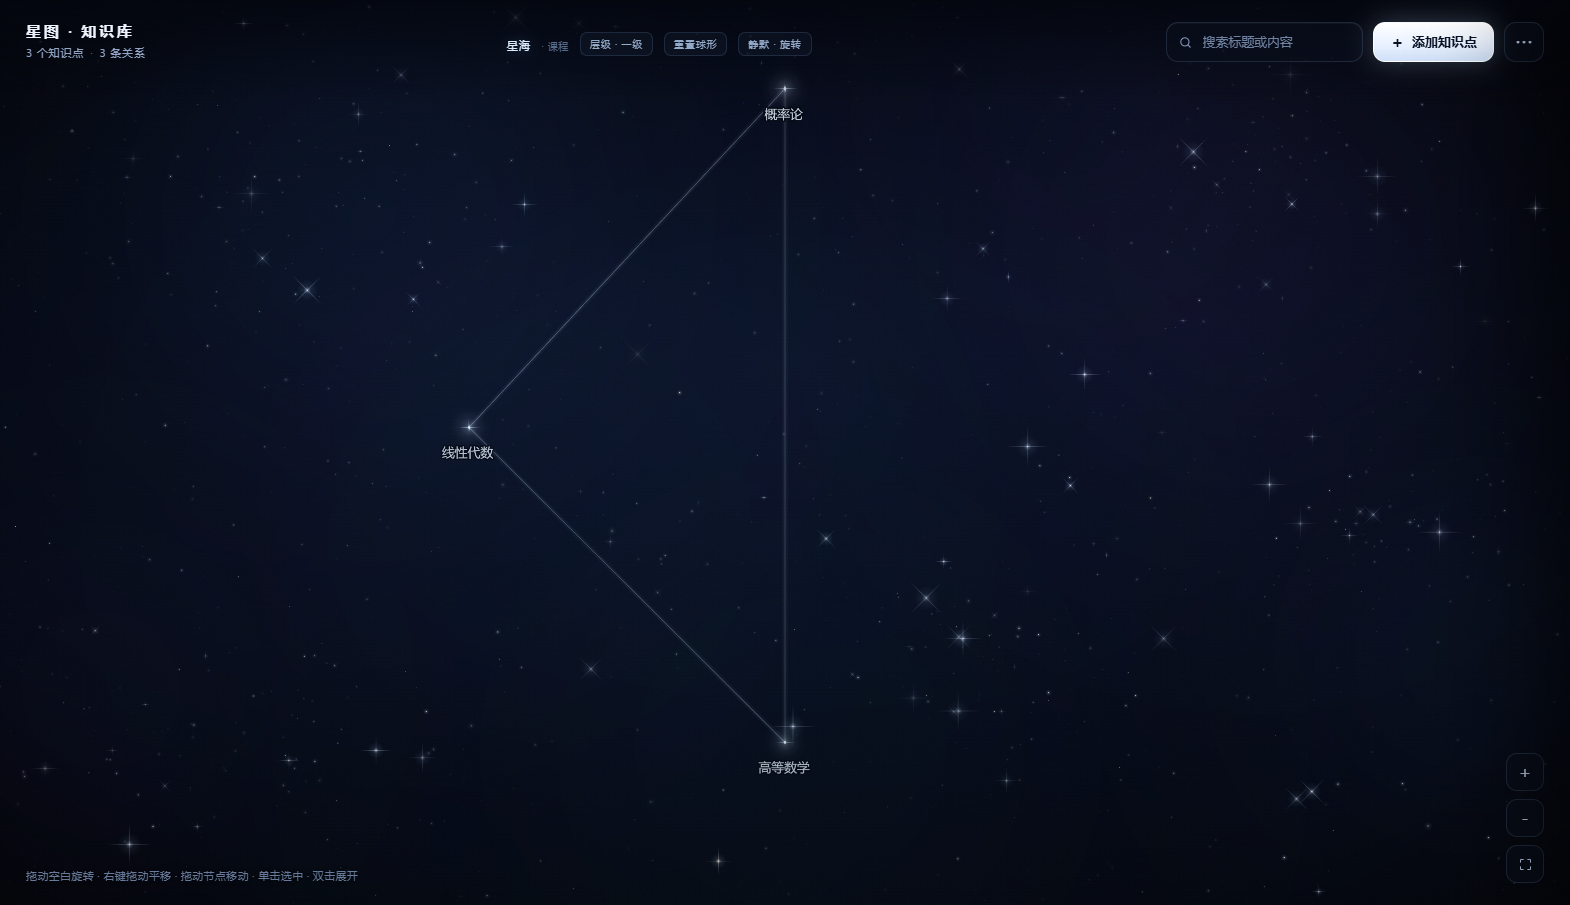 星图 · 知识库
3 个知识点 · 3 条关系
星海 · 课程 层级 · 一级 重置球形 静默 · 旋转
搜索标题或内容
+ 添加知识点
···
概率论
线性代数
高等数学
+
-
拖动空白旋转 · 右键拖动平移 · 拖动节点移动 · 单击选中 · 双击展开